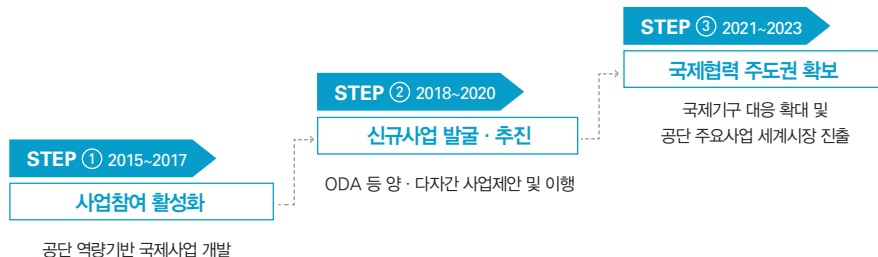 STEP ① 2015~2017
사업참여 활성화
공단 역량기반 국제사업 개발
STEP ② 2018~2020
신규사업 발굴 · 추진
ODA 등 양 · 다자간 사업제안 및 이행
STEP ③ 2021~2023
국제협력 주도권 확보
국제기구 대응 확대 및
공단 주요사업 세계시장 진출